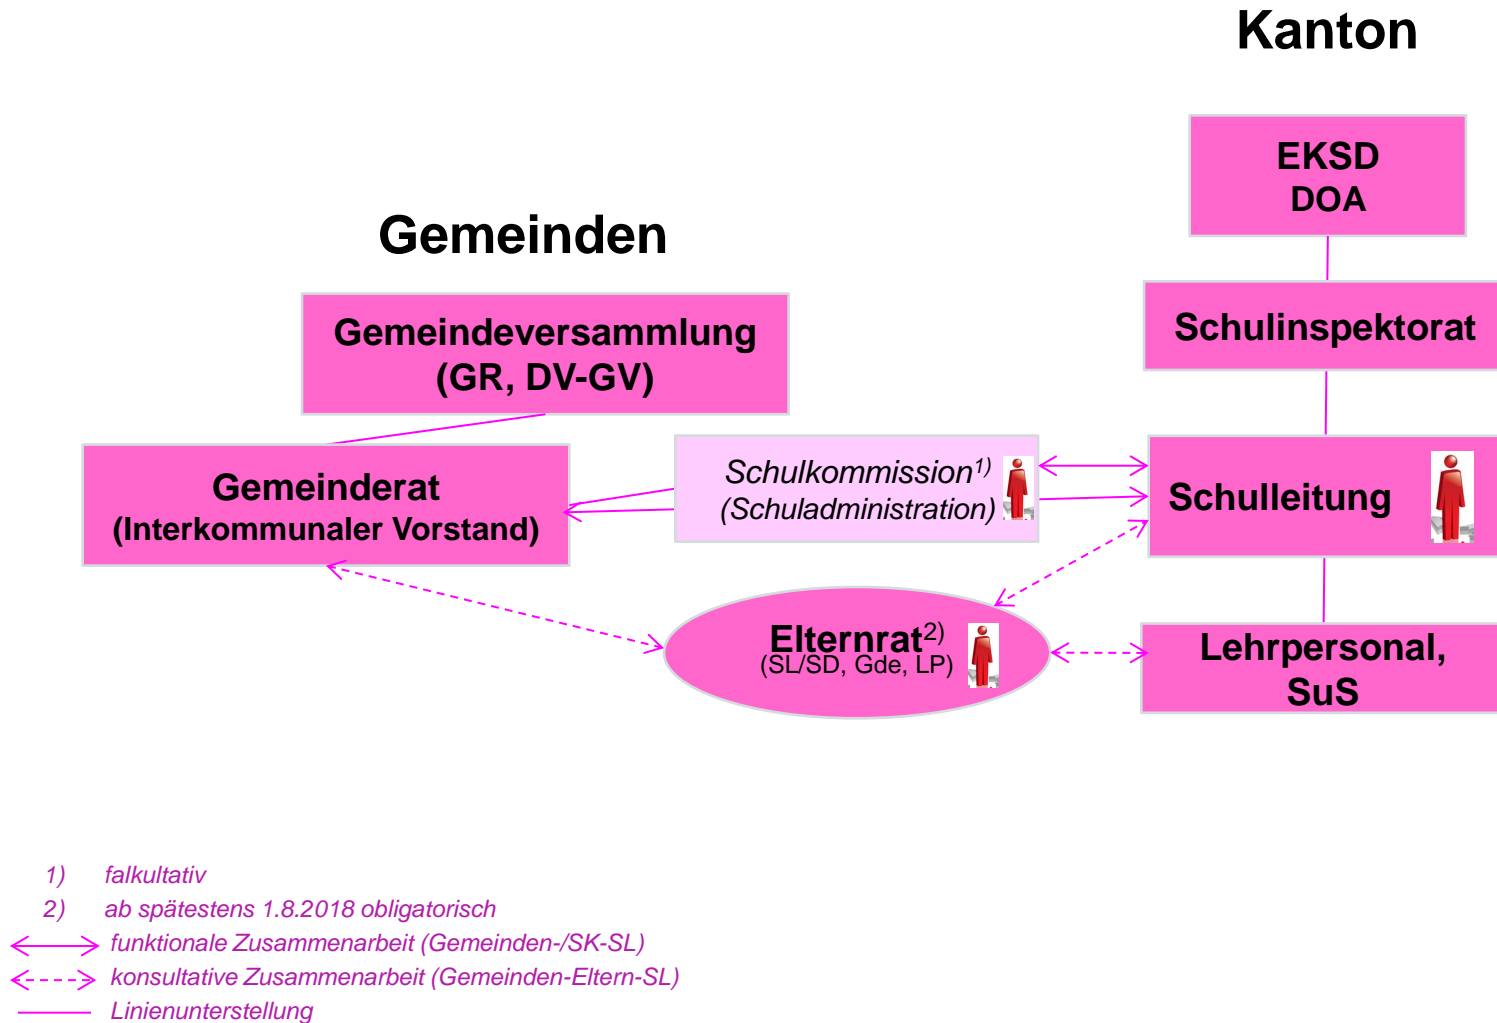 Kanton
EKSD
DOA
Gemeinden
Schulinspektorat
Gemeindeversammlung
(GR, DV-GV)
Gemeinderat
(Interkommunaler Vorstand)
Schulkommission1)
(Schuladministration)
Schulleitung
Elternrat2)
(SL/SD, Gde, LP)
Lehrpersonal,
SuS
1) falkultativ
2) ab spätestens 1.8.2018 obligatorisch
funktionale Zusammenarbeit (Gemeinden-/SK-SL)
konsultative Zusammenarbeit (Gemeinden-Eltern-SL)
Linienunterstellung